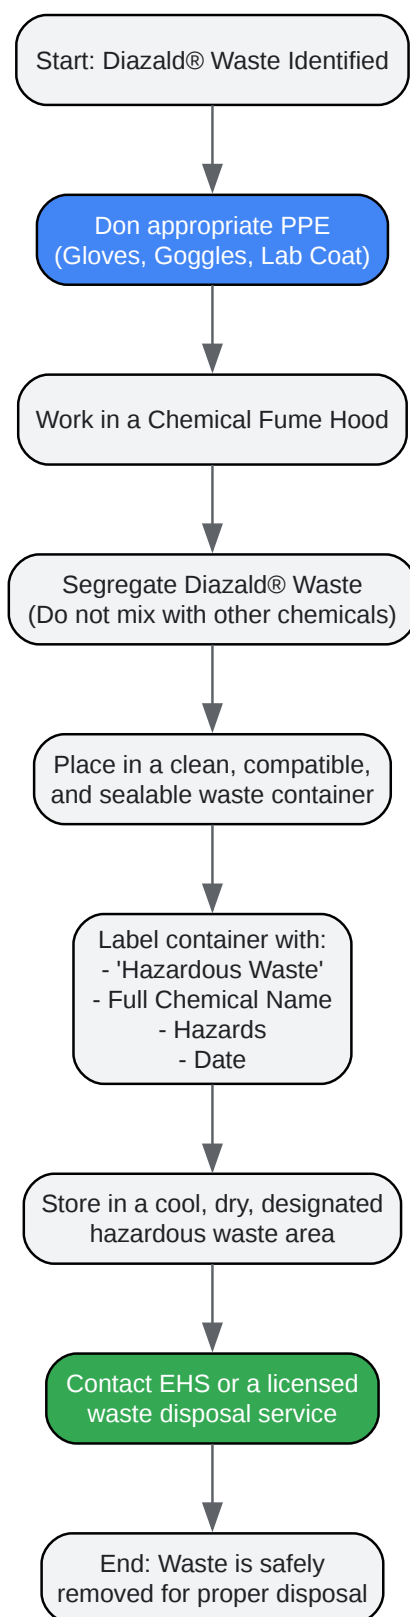 Start: Diazald® Waste Identified
Don appropriate PPE
(Gloves, Goggles, Lab Coat)
Work in a Chemical Fume Hood
Segregate Diazald® Waste
(Do not mix with other chemicals)
Place in a clean, compatible,
and sealable waste container
Label container with:
- 'Hazardous Waste'
- Full Chemical Name
- Hazards
- Date
Store in a cool, dry, designated
hazardous waste area
Contact EHS or a licensed
waste disposal service
End: Waste is safely
removed for proper disposal